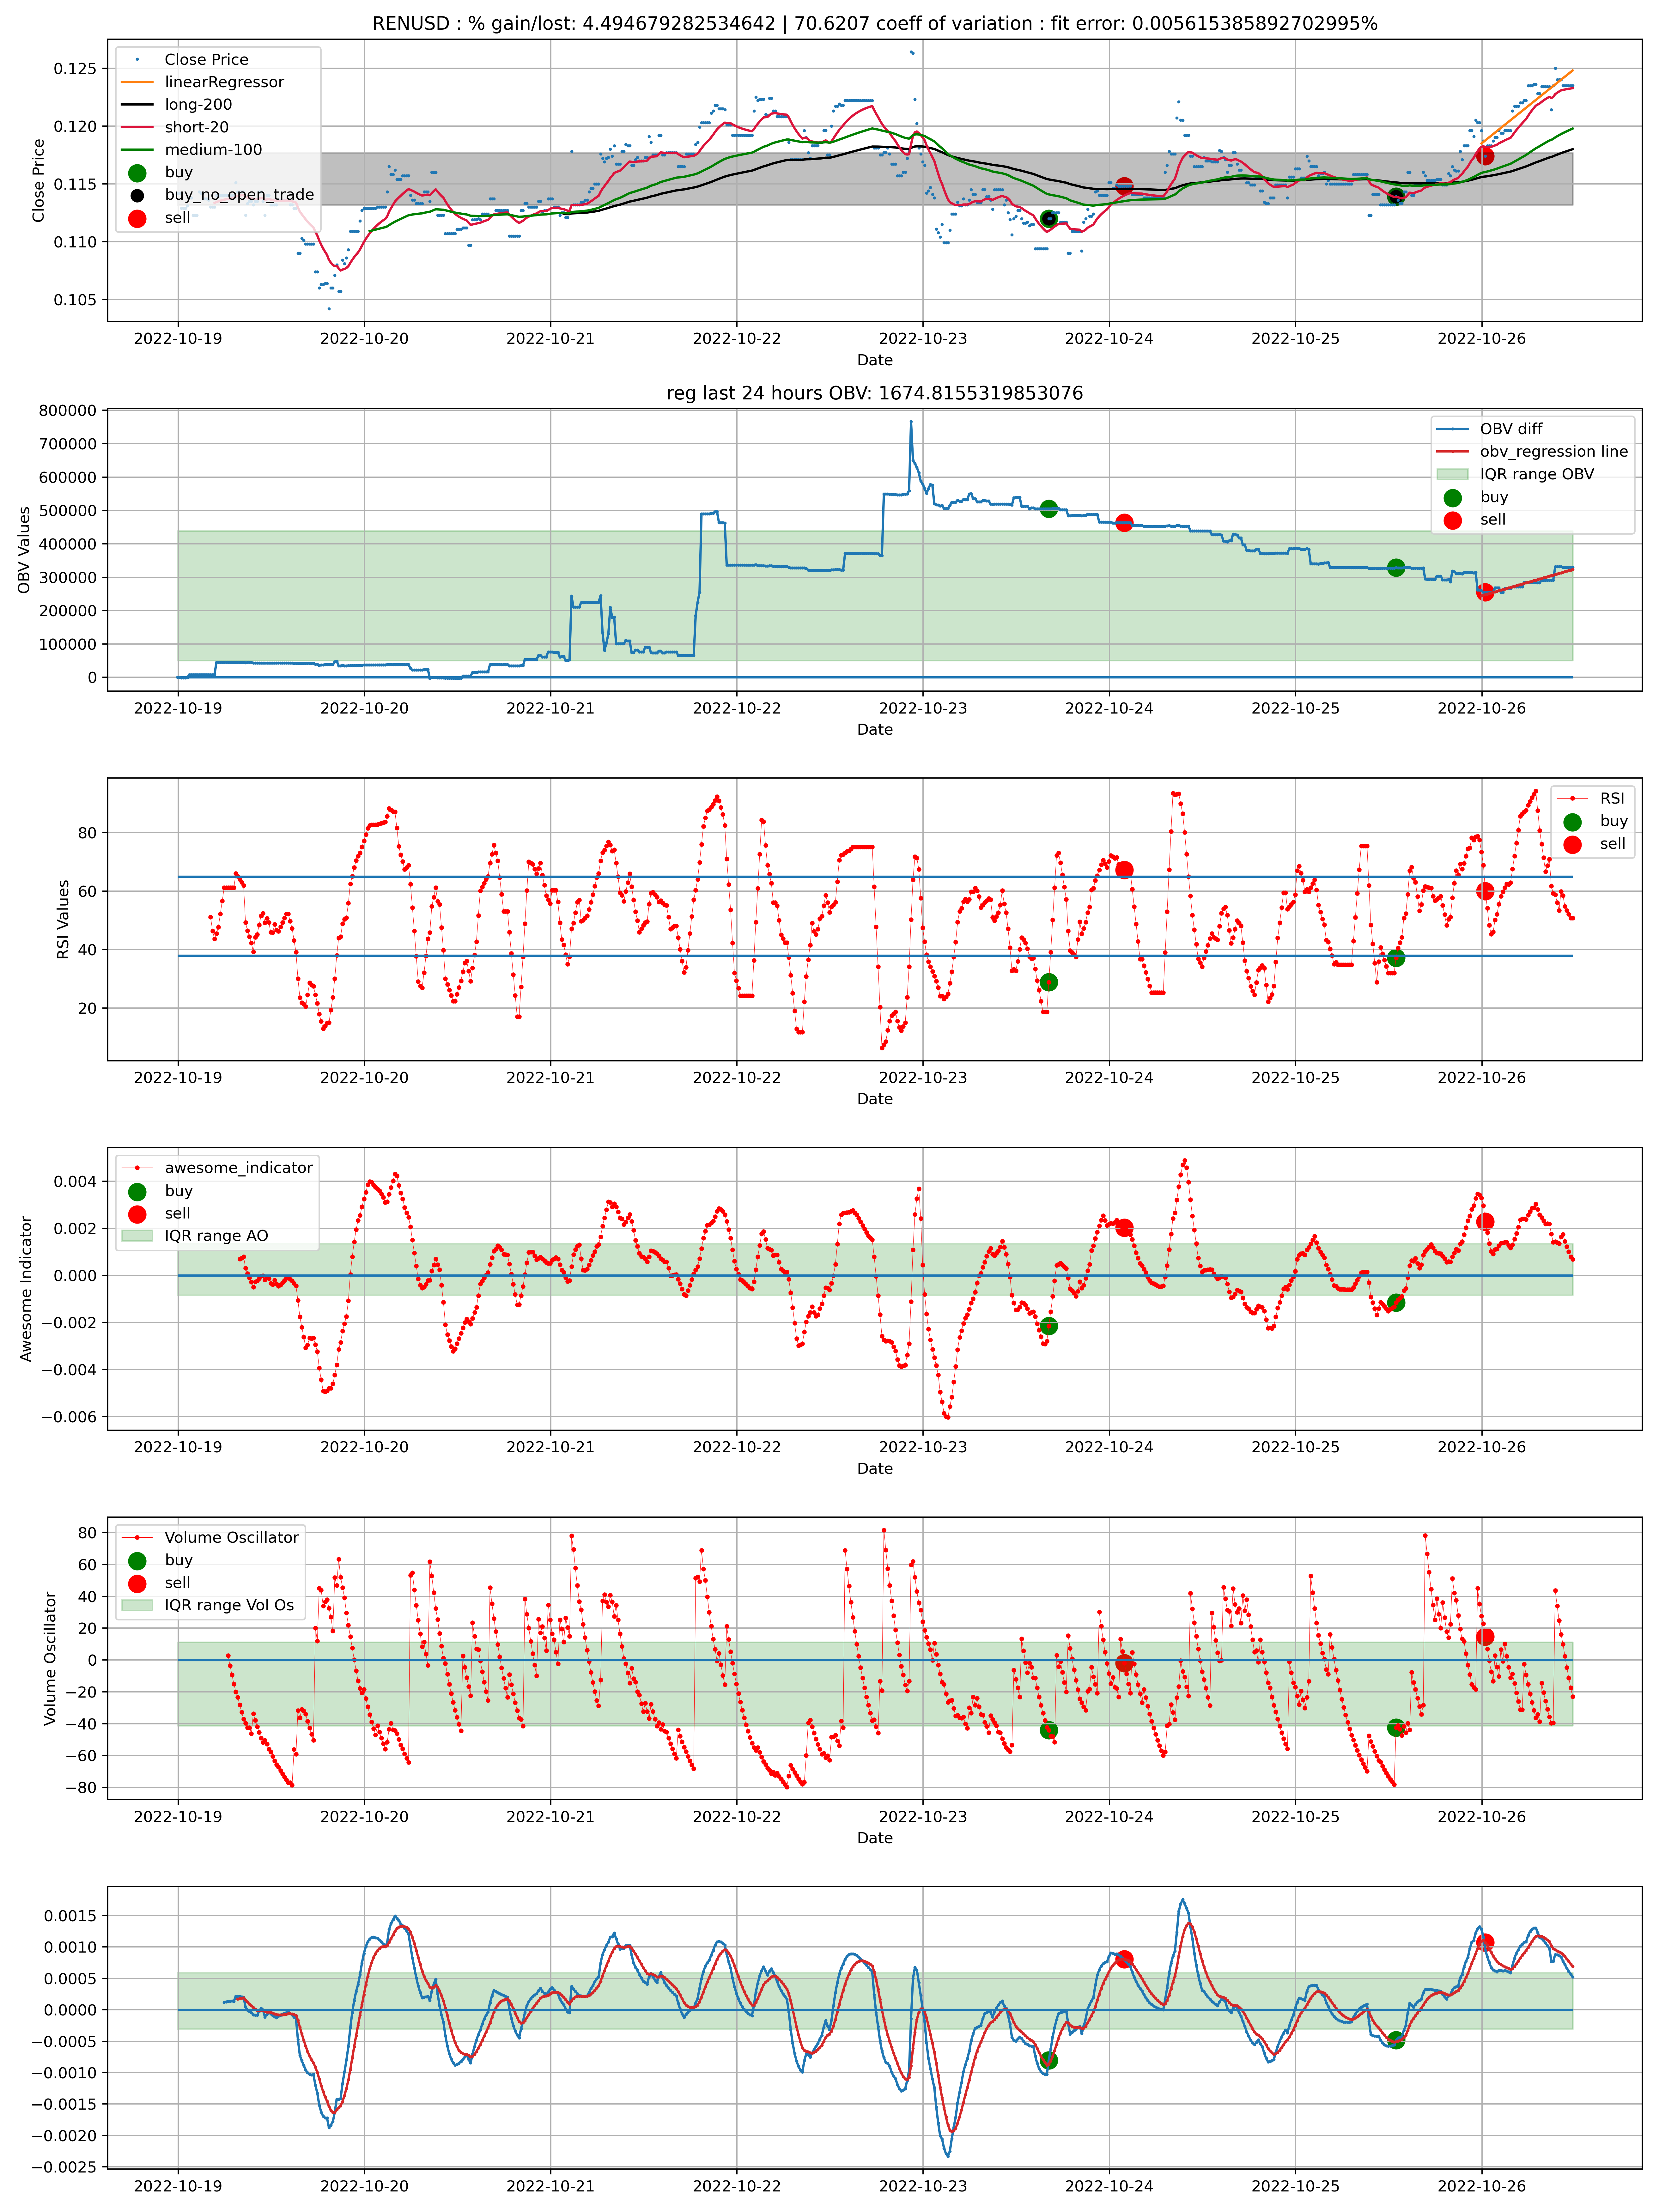 RENUSD : % gain/lost: 4.494679282534642 | 70.6207 coeff of variation : fit error: 0.005615385892702995%
Close Price
linearRegressor
long-200
short-20
medium-100
buy
buy_no_open_trade
sell
Close Price
0.125
0.120
0.115
0.110
0.105
2022-10-19 2022-10-20 2022-10-21 2022-10-22 2022-10-23 2022-10-24 2022-10-25 2022-10-26
Date
reg last 24 hours OBV: 1674.8155319853076
OBV diff
obv_regression line
IQR range OBV
buy
sell
OBV Values
800000
700000
600000
500000
400000
300000
200000
100000
0
2022-10-19 2022-10-20 2022-10-21 2022-10-22 2022-10-23 2022-10-24 2022-10-25 2022-10-26
Date
RSI
buy
sell
RSI Values
80
60
40
20
2022-10-19 2022-10-20 2022-10-21 2022-10-22 2022-10-23 2022-10-24 2022-10-25 2022-10-26
Date
awesome_indicator
buy
sell
IQR range AO
Awesome Indicator
0.004
0.002
0.000
−0.002
−0.004
−0.006
2022-10-19 2022-10-20 2022-10-21 2022-10-22 2022-10-23 2022-10-24 2022-10-25 2022-10-26
Date
Volume Oscillator
buy
sell
IQR range Vol Os
Volume Oscillator
80
60
40
20
0
−20
−40
−60
−80
2022-10-19 2022-10-20 2022-10-21 2022-10-22 2022-10-23 2022-10-24 2022-10-25 2022-10-26
Date
0.0015
0.0010
0.0005
0.0000
−0.0005
−0.0010
−0.0015
−0.0020
−0.0025
2022-10-19 2022-10-20 2022-10-21 2022-10-22 2022-10-23 2022-10-24 2022-10-25 2022-10-26